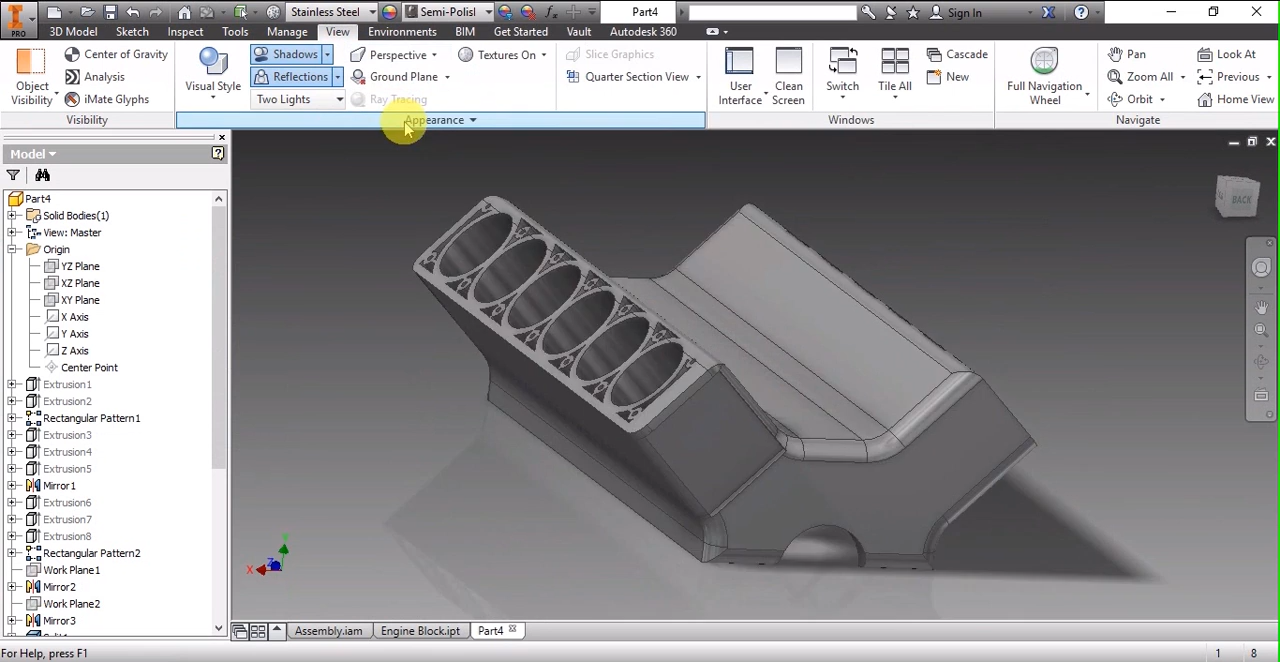 Stainless Steel
Semi-Polisl
Part4
Sign In
PRO
3D Model Sketch Inspect Tools Manage View Environments BIM Get Started Vault Autodesk 360
Object Visibility
Center of Gravity
Analysis
iMate Glyphs
Visibility
Visual Style
Shadows
Reflections
Two Lights
Perspective
Ground Plane
Ray Tracing
Textures On
Slice Graphics
Quarter Section View
Appearance
User Interface
Clean Screen
Switch
Tile All
Cascade
New
Windows
Full Navigation Wheel
Pan
Zoom All
Orbit
Look At
Previous
Home View
Navigate
Model
Part4
Solid Bodies(1)
View: Master
Origin
YZ Plane
XZ Plane
XY Plane
X Axis
Y Axis
Z Axis
Center Point
Extrusion1
Extrusion2
Rectangular Pattern1
Extrusion3
Extrusion4
Extrusion5
Mirror1
Extrusion6
Extrusion7
Extrusion8
Rectangular Pattern2
Work Plane1
Mirror2
Work Plane2
Mirror3
BACK
X
Z
Assembly.iam Engine Block.ipt Part4
For Help, press F1
1 8